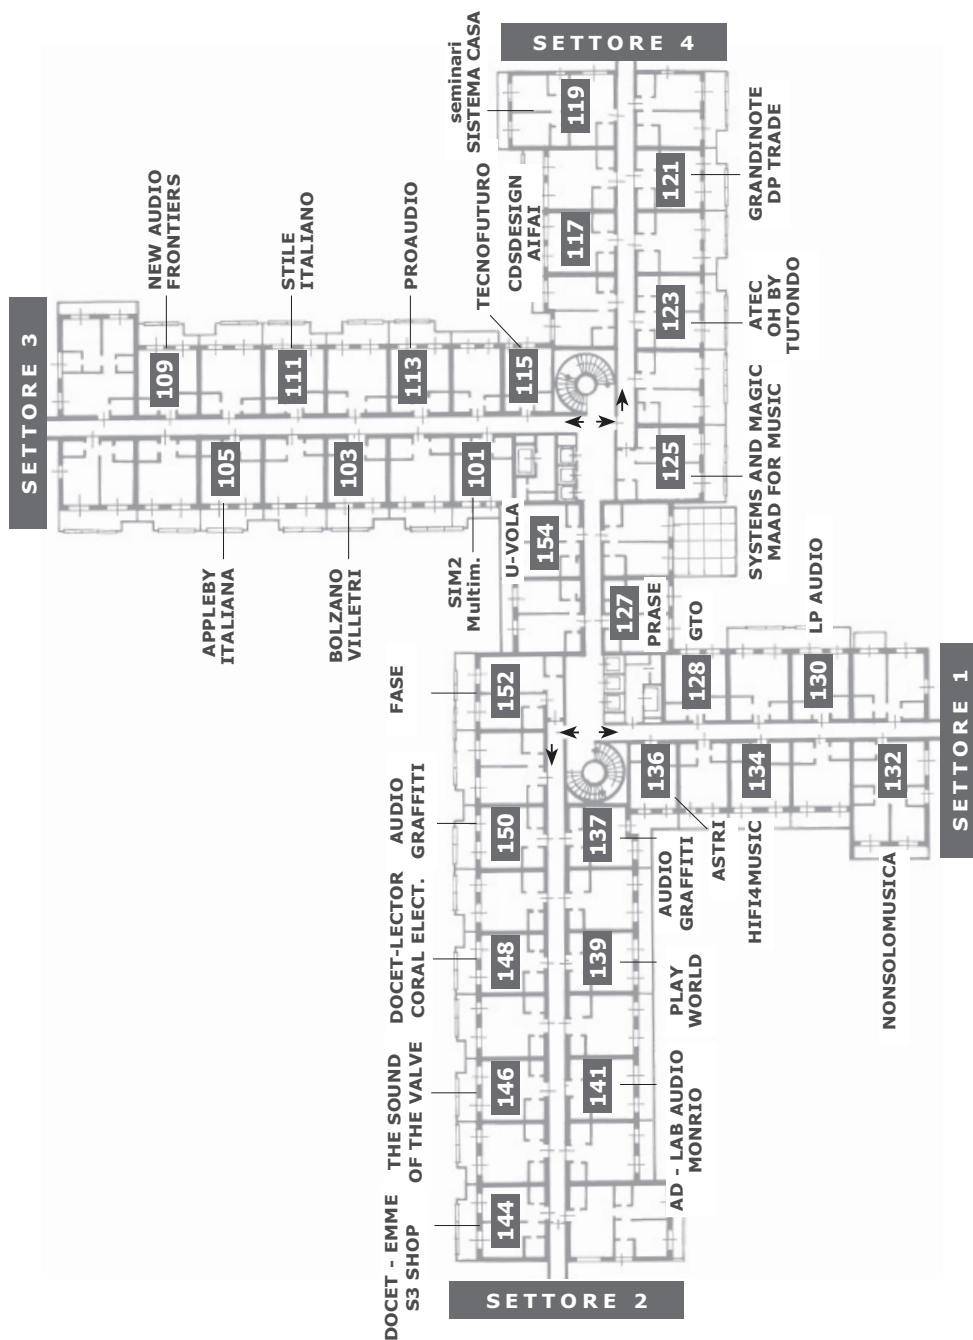 SETTORE 4
seminari
SISTEMA CASA
119
121
GRANDINOTE
DP TRADE
TECNOFUTURO
CDSDESIGN
AIFAI
117
123
ATEC
OH BY
TUTONDO
125
SYSTEMS AND MAGIC
MAAD FOR MUSIC
SETTORE 3
NEW AUDIO
FRONTIERS
109
STILE
ITALIANO
111
PROAUDIO
113
115
105
APPLEBY
ITALIANA
103
BOLZANO
VILLETRI
101
SIM2
Multim.
U-VOLA
154
127
PRASE
GTO
128
LP AUDIO
130
SETTORE 1
136
ASTRI
134
HIFI4MUSIC
132
NONSOLOMUSICA
FASE
152
AUDIO
GRAFFITI
150
137
AUDIO
GRAFFITI
DOCET-LECTOR
CORAL ELECT.
148
139
PLAY
WORLD
THE SOUND
OF THE VALVE
146
141
AD - LAB AUDIO
MONRIO
DOCET - EMME
S3 SHOP
144
SETTORE 2